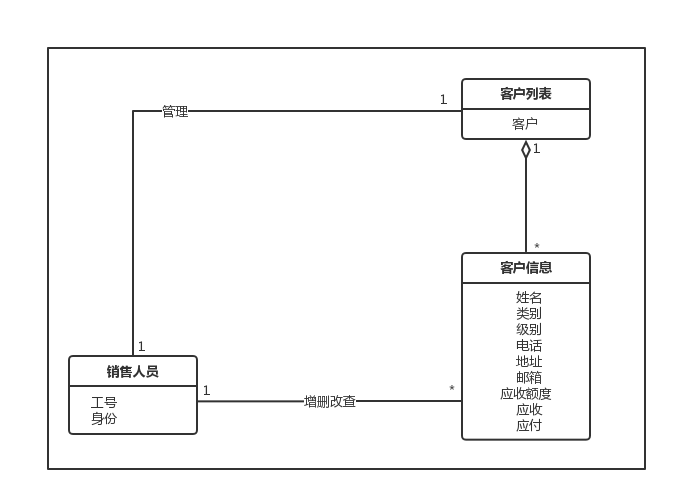 客户列表
1
管理
客户
1
*
客户信息
姓名
类别
级别
电话
地址
邮箱
应收额度
应收
应付
1
销售人员
工号
身份
1
增删改查
*